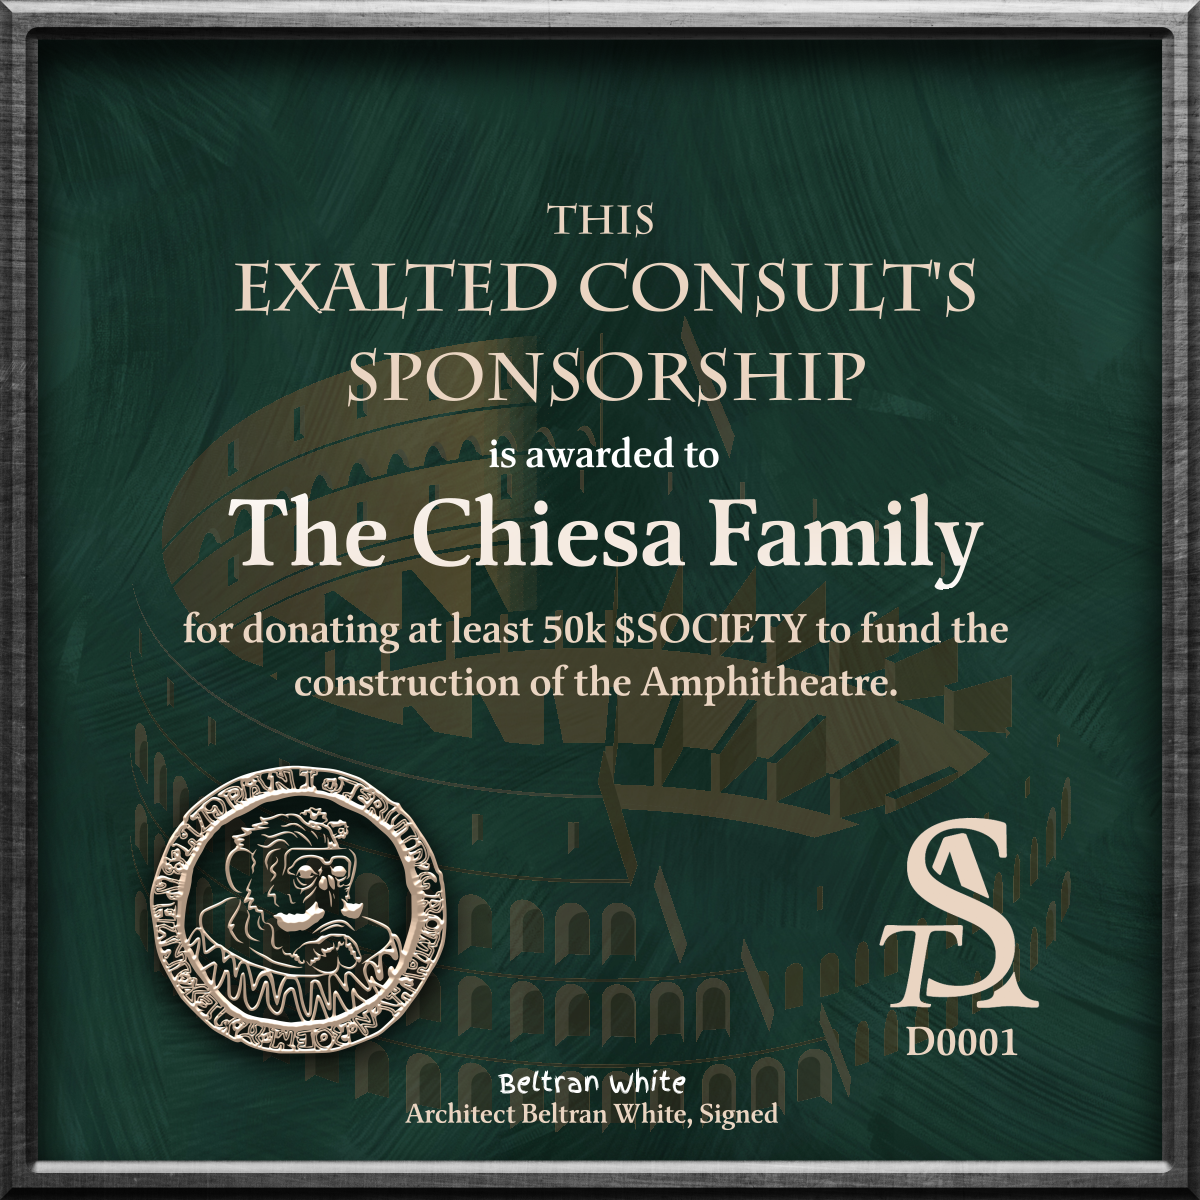 THIS
EXALTED CONSULT'S
SPONSORSHIP
is awarded to
The Chiesa Family
for donating at least 50k $SOCIETY to fund the
construction of the Amphitheatre.
D0001
Beltran White
Architect Beltran White, Signed